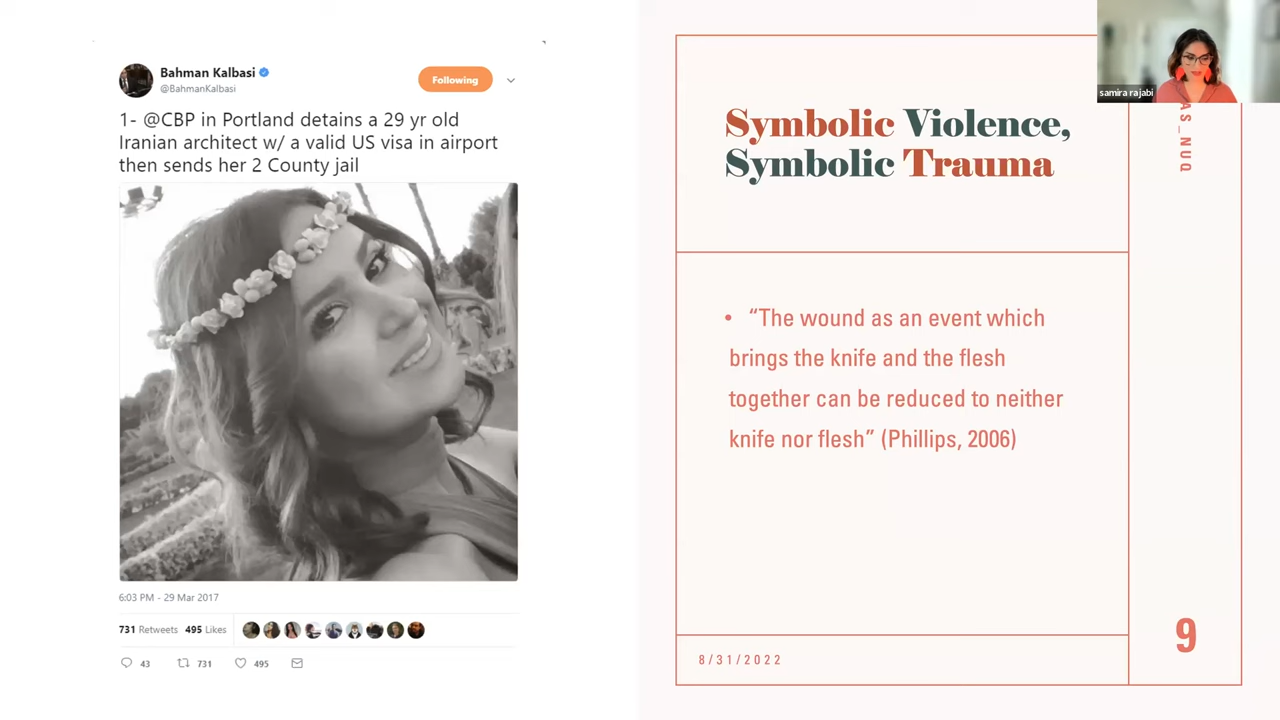 Bahman Kalbasi
@BahmanKalbasi
Following
1- @CBP in Portland detains a 29 yr old
Iranian architect w/ a valid US visa in airport
then sends her 2 County jail
6:03 PM - 29 Mar 2017
731 Retweets 495 Likes
43 731 495
Symbolic Violence,
Symbolic Trauma
• “The wound as an event which
brings the knife and the flesh
together can be reduced to neither
knife nor flesh” (Phillips, 2006)
8/31/2022
samira rajabi
AS_NUQ
9